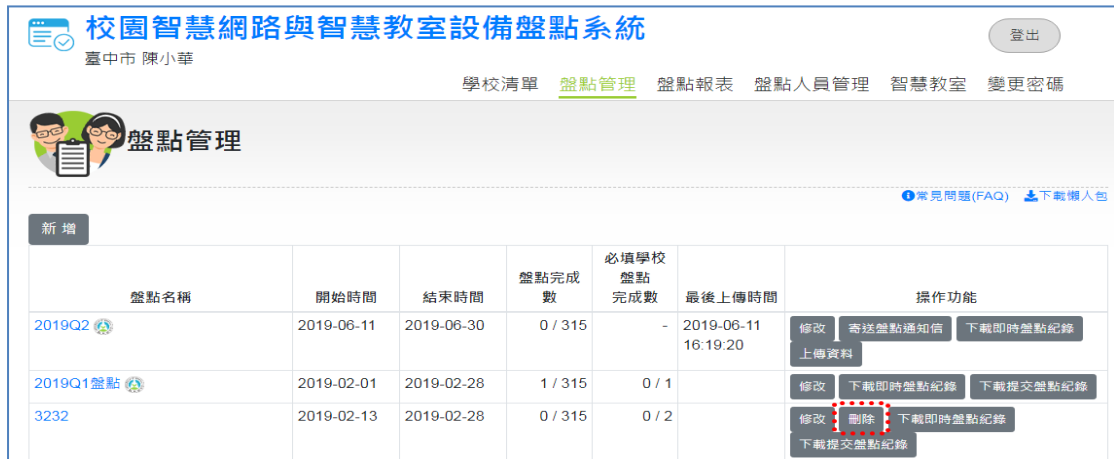 校園智慧網路與智慧教室設備盤點系統
登出
臺中市 陳小華
學校清單 盤點管理 盤點報表 盤點人員管理 智慧教室 變更密碼
盤點管理
常見問題(FAQ) 下載懶人包
新 增
盤點名稱 開始時間 結束時間 盤點完成數 必填學校盤點完成數 最後上傳時間 操作功能
2019Q2 2019-06-11 2019-06-30 0 / 315 - 2019-06-11 16:19:20 修改 寄送盤點通知信 下載即時盤點紀錄
上傳資料
2019Q1盤點 2019-02-01 2019-02-28 1 / 315 0 / 1 修改 下載即時盤點紀錄 下載提交盤點紀錄
3232 2019-02-13 2019-02-28 0 / 315 0 / 2 修改 刪除 下載即時盤點紀錄
下載提交盤點紀錄